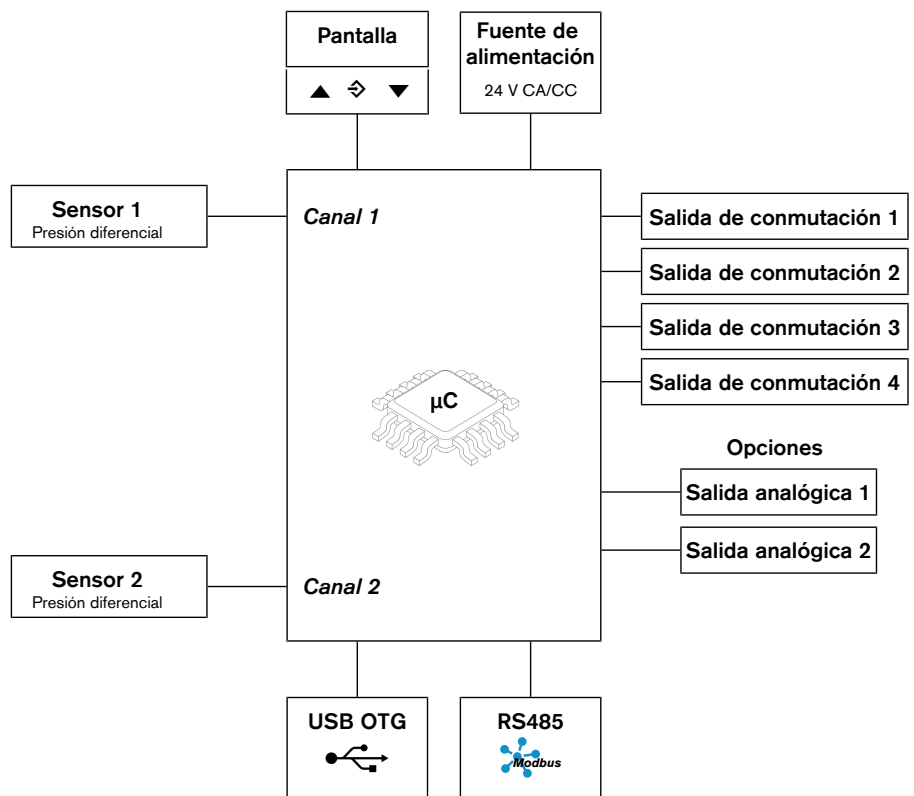 Pantalla
Fuente de
alimentación
24 V CA/CC
Sensor 1
Presión diferencial
Canal 1
Salida de conmutación 1
Salida de conmutación 2
Salida de conmutación 3
Salida de conmutación 4
µC
Opciones
Salida analógica 1
Salida analógica 2
Sensor 2
Presión diferencial
Canal 2
USB OTG
RS485
Modbus